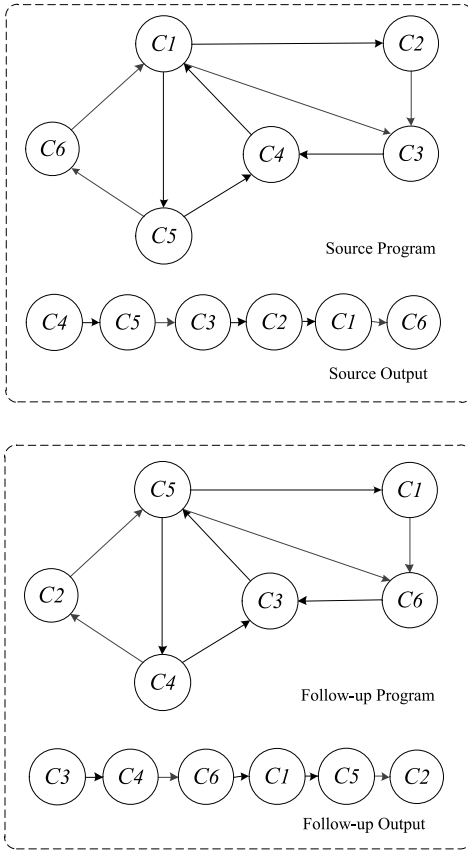 C1 C2
C6 C4 C3
C5
Source Program
C4 C5 C3 C2 C1 C6
Source Output
C5 C1
C2 C3 C6
C4
Follow-up Program
C3 C4 C6 C1 C5 C2
Follow-up Output